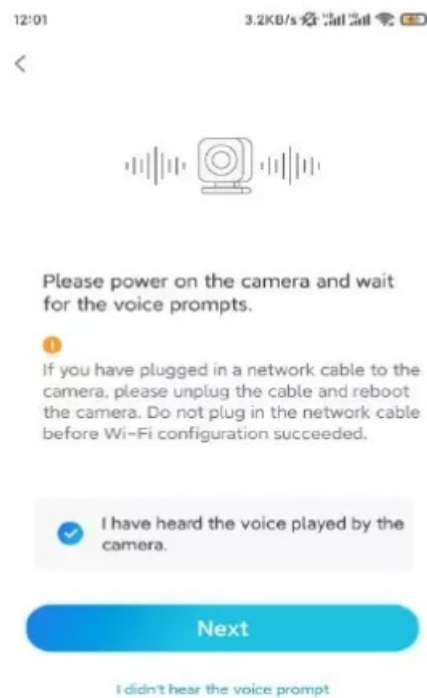 12:01 3.2KB/s
Please power on the camera and wait
for the voice prompts.
If you have plugged in a network cable to the
camera, please unplug the cable and reboot
the camera. Do not plug in the network cable
before Wi-Fi configuration succeeded.
I have heard the voice played by the
camera.
Next
I didn't hear the voice prompt